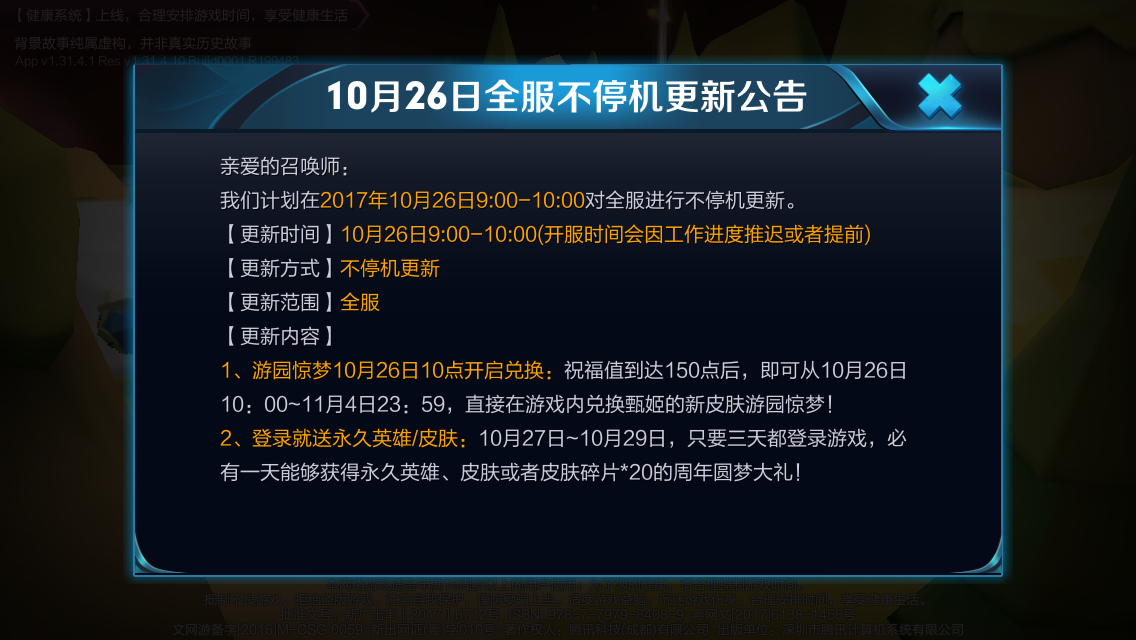 【健康系统】上线，合理安排游戏时间，享受健康生活
背景故事纯属虚构，并非真实历史故事
10月26日全服不停机更新公告
亲爱的召唤师：
我们计划在2017年10月26日9:00-10:00对全服进行不停机更新。
【更新时间】10月26日9:00-10:00(开服时间会因工作进度推迟或者提前)
【更新方式】不停机更新
【更新范围】全服
【更新内容】
1、游园惊梦10月26日10点开启兑换：祝福值到达150点后，即可从10月26日
10：00~11月4日23：59，直接在游戏内兑换甄姬的新皮肤游园惊梦！
2、登录就送永久英雄/皮肤：10月27日~10月29日，只要三天都登录游戏，必
有一天能够获得永久英雄、皮肤或者皮肤碎片*20的周年圆梦大礼！